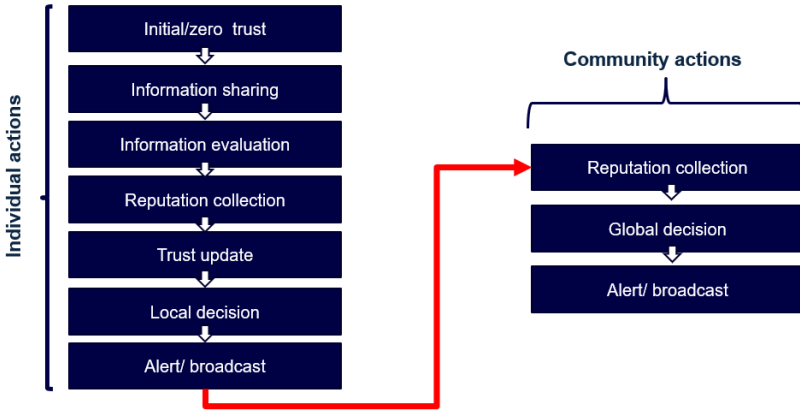 Individual actions
Initial/zero trust
Information sharing
Information evaluation
Reputation collection
Trust update
Local decision
Alert/ broadcast
Community actions
Reputation collection
Global decision
Alert/ broadcast